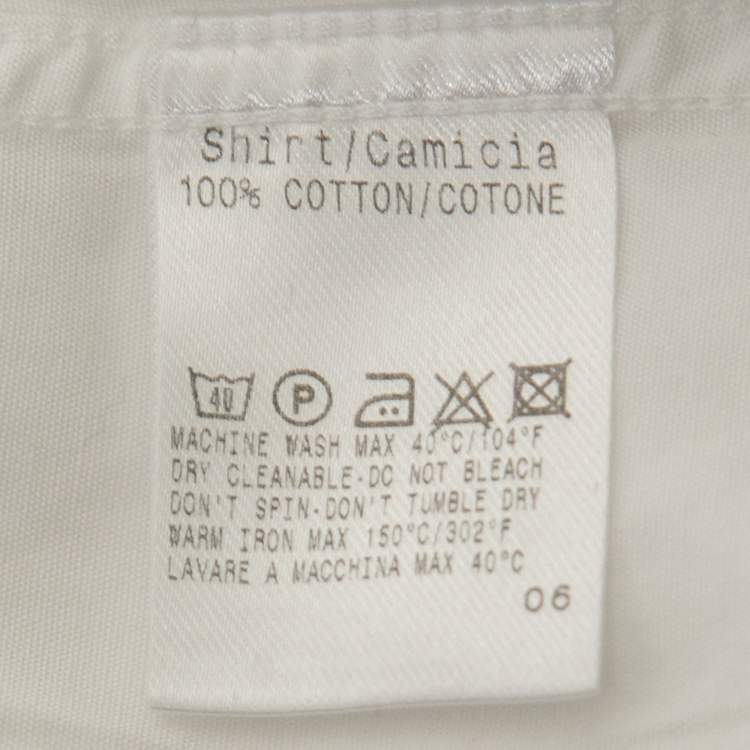 Shirt/Camicia
100% COTTON/COTONE
40 P
MACHINE WASH MAX 40°C/104°F
DRY CLEANABLE-DO NOT BLEACH
DON'T SPIN-DON'T TUMBLE DRY
WARM IRON MAX 150°C/302°F
LAVARE A MACCHINA MAX 40°C
06